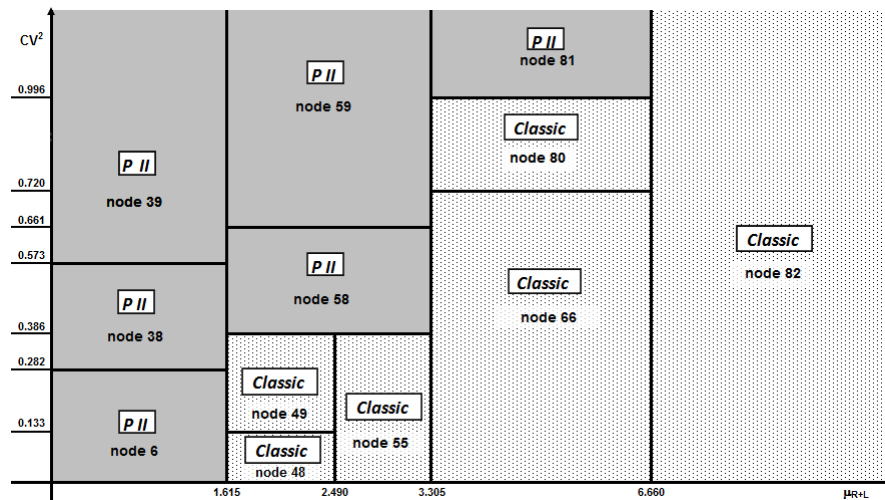 CV²
P II
node 81
P II
node 59
0.996
Classic
node 80
P II
node 39
0.720
0.661
Classic
node 82
0.573
P II
node 58
Classic
node 66
P II
node 38
0.386
0.282
Classic
node 49
Classic
node 55
P II
node 6
0.133
Classic
node 48
1.615
2.490
3.305
6.660
μR+L